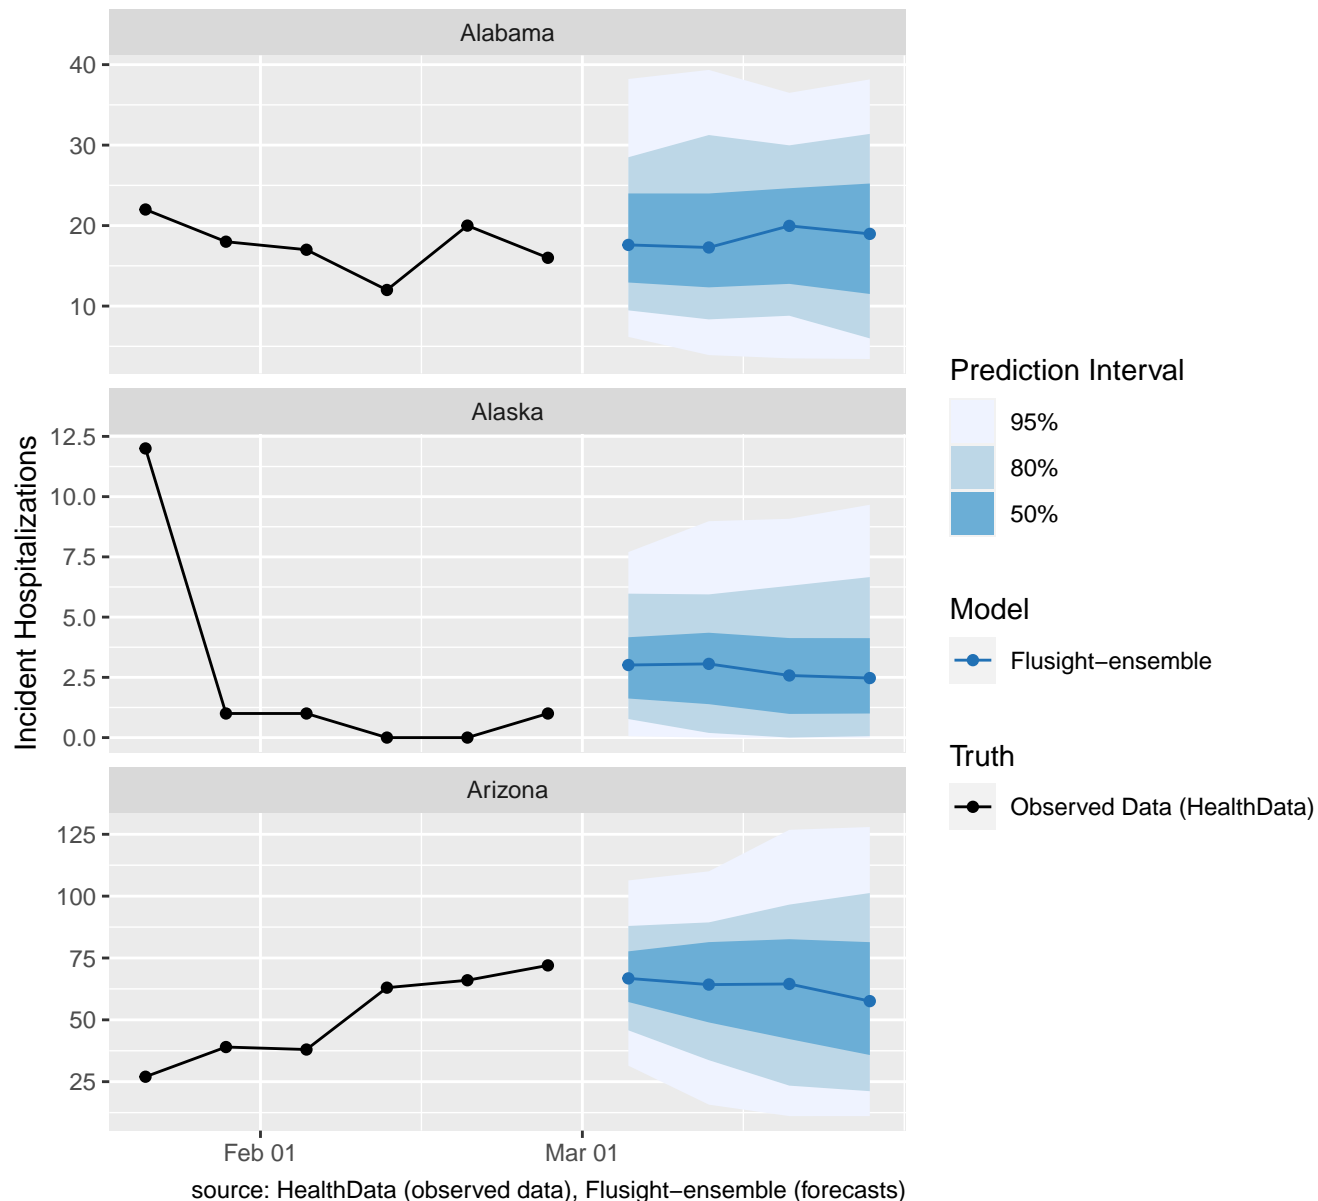 Alabama
40
30
20
10
Alaska
12.5
10.0
7.5
5.0
2.5
0.0
Arizona
125
100
75
50
25
Feb 01
Mar 01
Incident Hospitalizations
source: HealthData (observed data), Flusight−ensemble (forecasts)
Prediction Interval
95%
80%
50%
Model
Flusight−ensemble
Truth
Observed Data (HealthData)